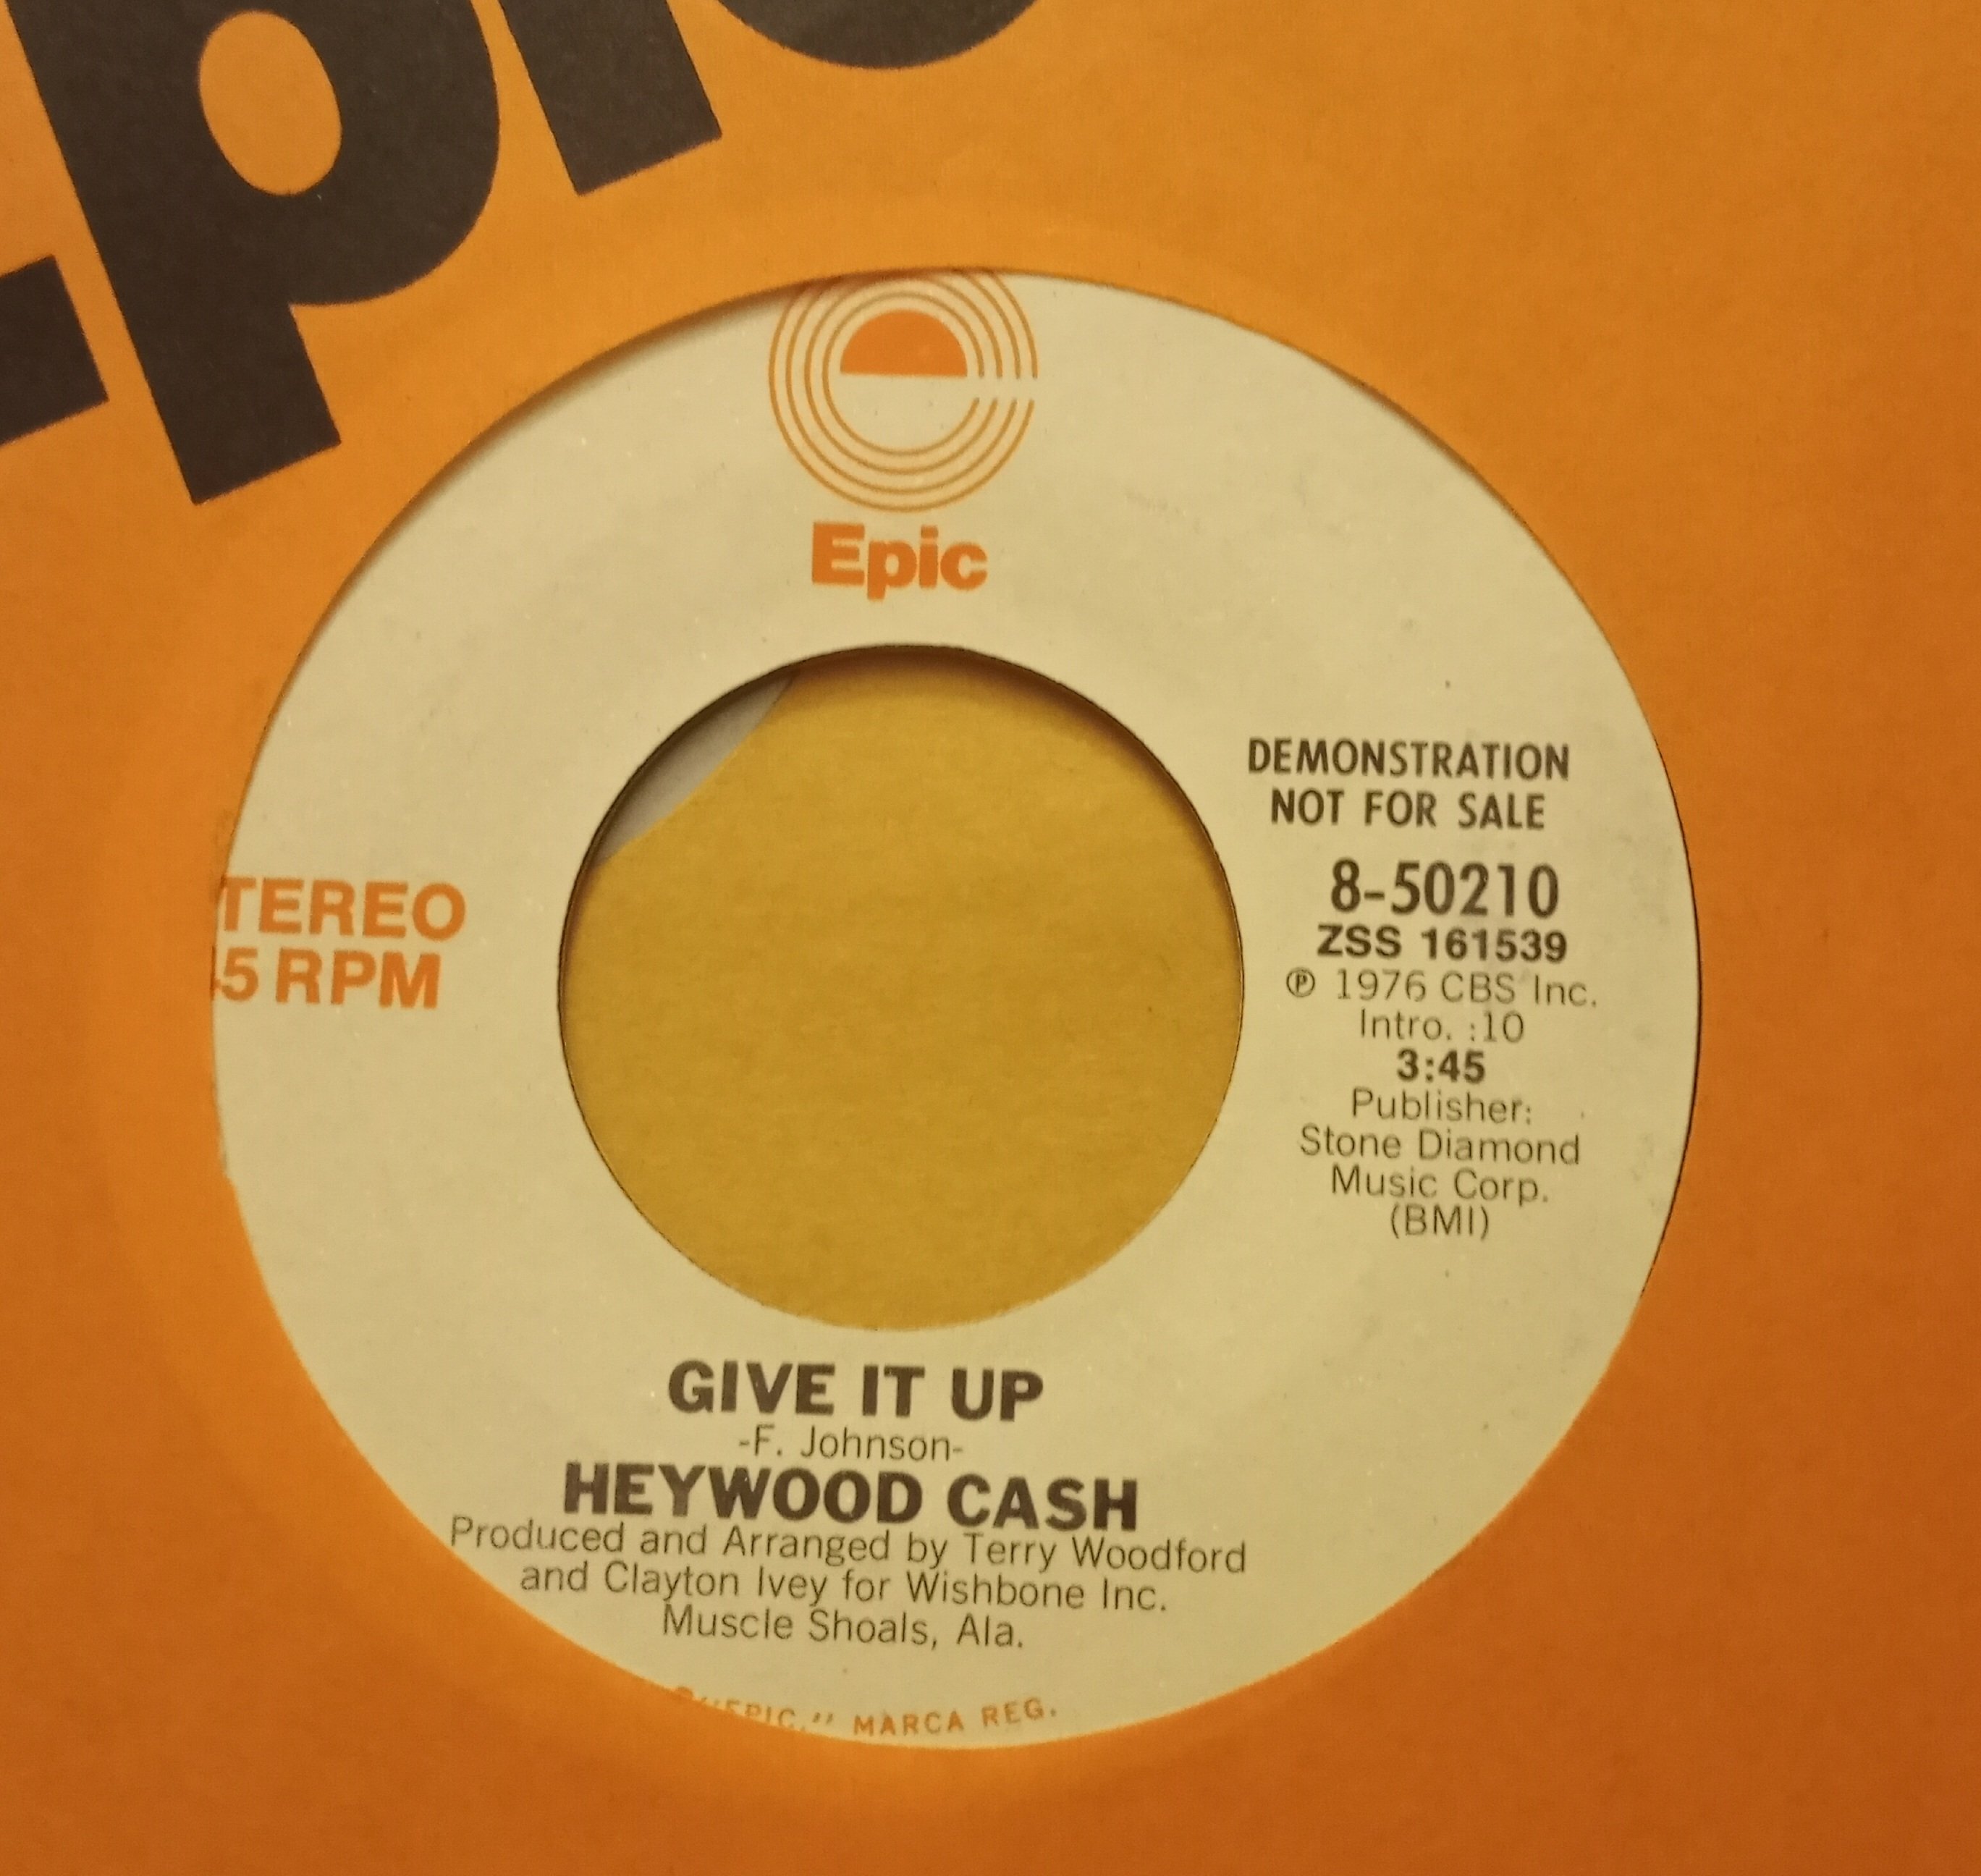 Epic
DEMONSTRATION
NOT FOR SALE
8-50210
ZSS 161539
℗ 1976 CBS Inc.
Intro. :10
3:45
Publisher:
Stone Diamond
Music Corp.
(BMI)
TEREO
5 RPM
GIVE IT UP
-F. Johnson-
HEYWOOD CASH
Produced and Arranged by Terry Woodford
and Clayton Ivey for Wishbone Inc.
Muscle Shoals, Ala.
"EPIC," MARCA REG.